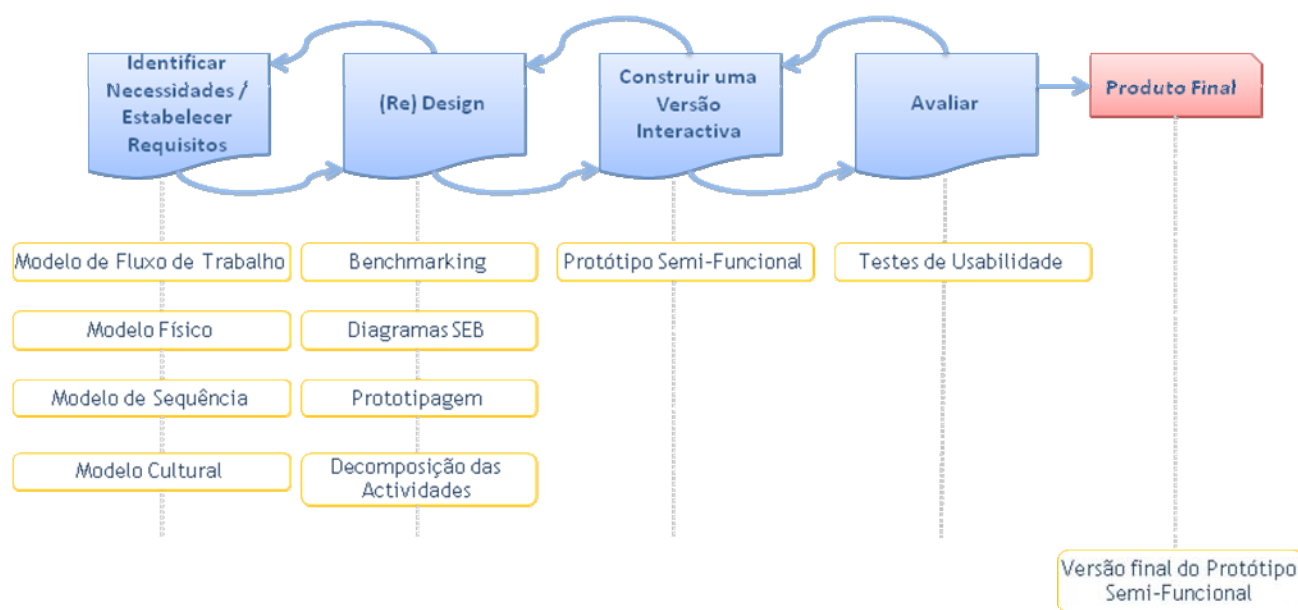 Identificar
Necessidades /
Estabelecer
Requisitos
(Re) Design
Construir uma
Versão
Interactiva
Avaliar
Produto Final
Modelo de Fluxo de Trabalho
Benchmarking
Protótipo Semi-Funcional
Testes de Usabilidade
Modelo Físico
Diagramas SEB
Modelo de Sequência
Prototipagem
Modelo Cultural
Decomposição das
Actividades
Versão final do Protótipo
Semi-Funcional